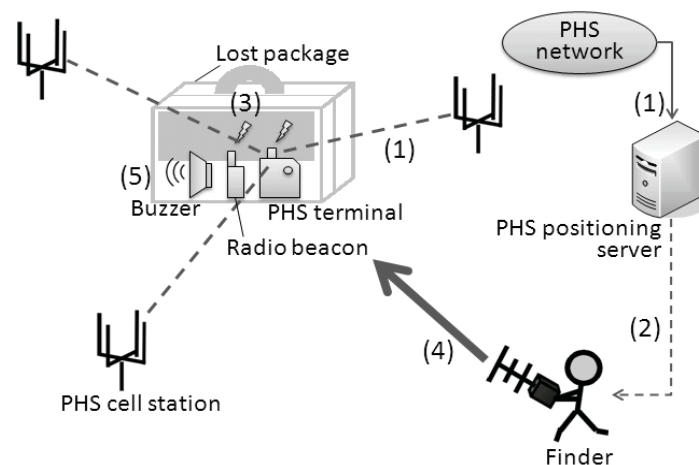 PHS
network
Lost package
(3)
(1)
(1)
(5)
Buzzer
PHS terminal
Radio beacon
PHS positioning
server
(2)
(4)
PHS cell station
Finder